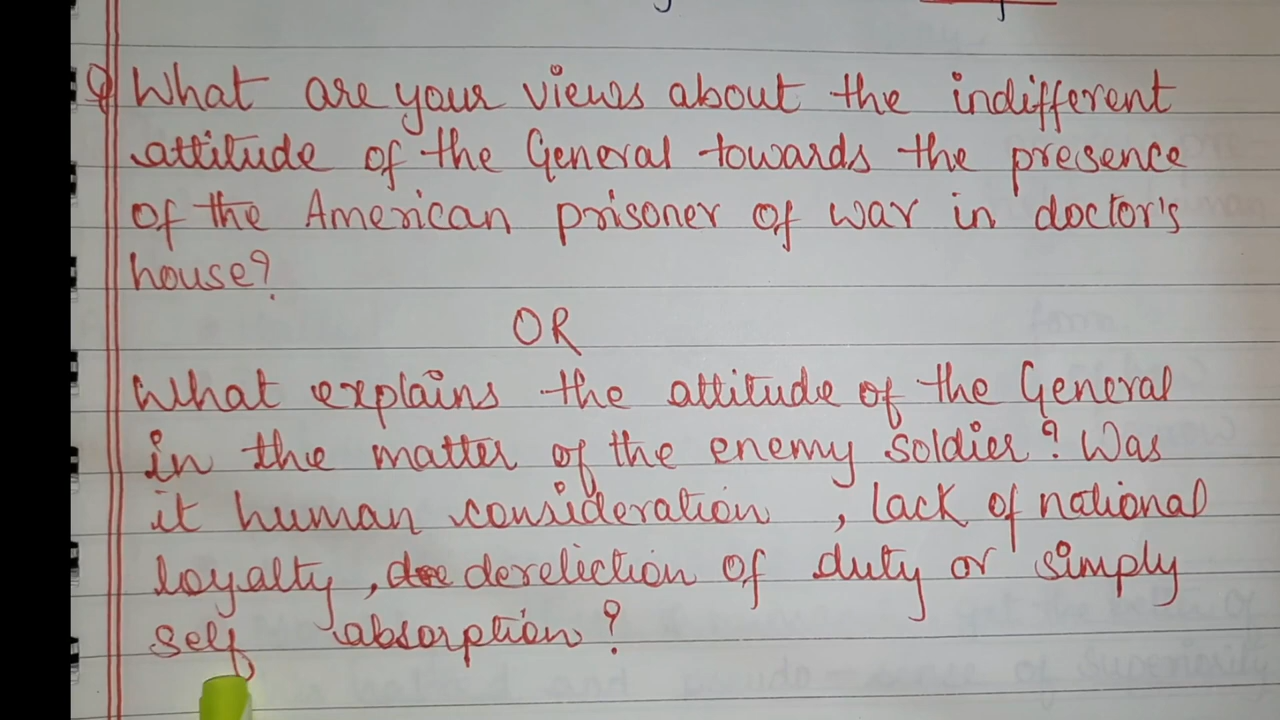 Q What are your views about the indifferent
attitude of the General towards the presence
of the American prisoner of war in doctor's
house?
OR
What explains the attitude of the General
in the matter of the enemy soldier? Was
it human consideration, lack of national
loyalty, dereliction of duty or simply
self absorption?